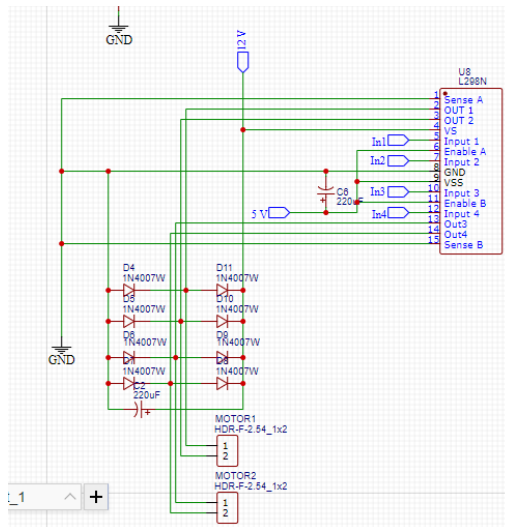 GND
12 V
U8
L298N
1 Sense A
2 OUT 1
3 OUT 2
4 VS
In1 5 Input 1
6 Enable A
In2 7 Input 2
8 GND
9 VSS
In3 10 Input 3
11 Enable B
In4 12 Input 4
13 Out3
14 Out4
15 Sense B
C6
220uF
5 V
GND
D4
1N4007W
D11
1N4007W
D5
1N4007W
D10
1N4007W
D6
1N4007W
D9
1N4007W
1N4007W
1N4007W
C2
220uF
MOTOR1
HDR-F-2.54_1x2
1
2
MOTOR2
HDR-F-2.54_1x2
1
2
t_1